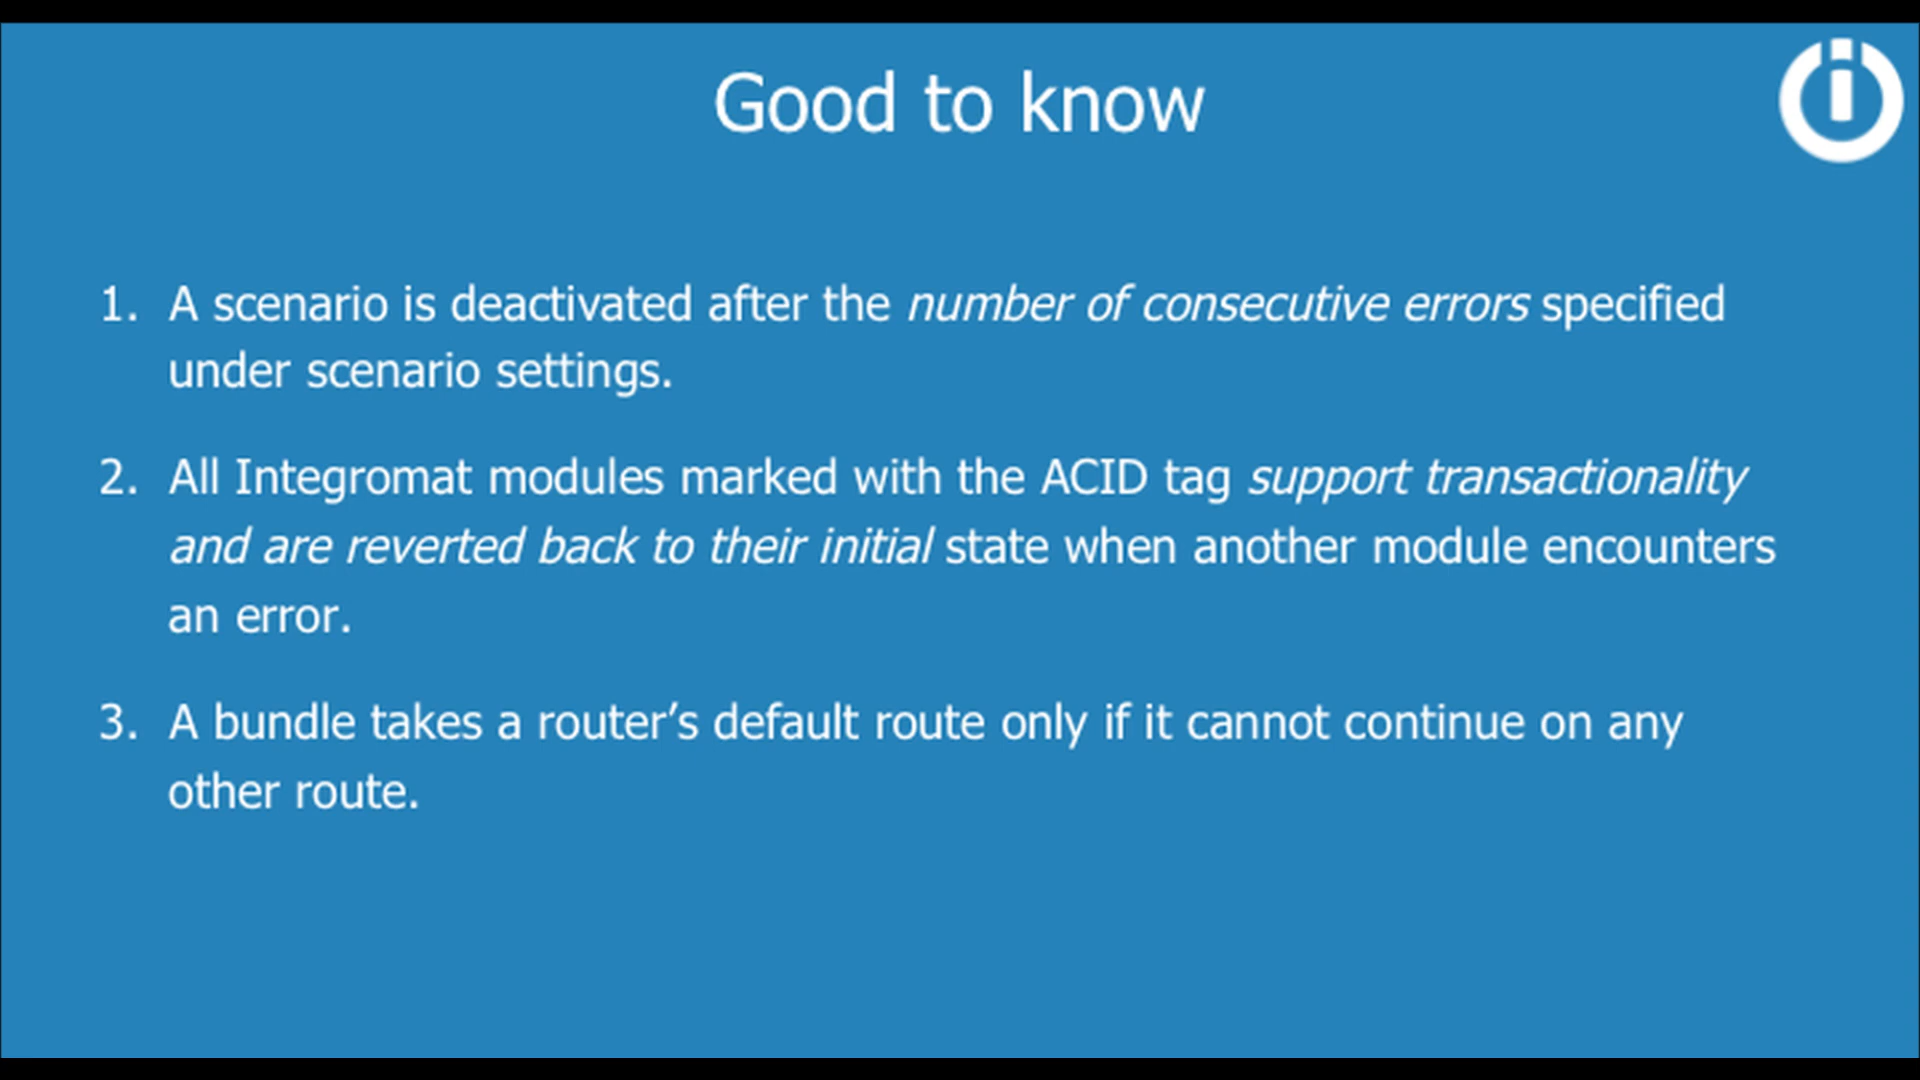 Good to know
1. A scenario is deactivated after the number of consecutive errors specified
under scenario settings.
2. All Integromat modules marked with the ACID tag support transactionality
and are reverted back to their initial state when another module encounters
an error.
3. A bundle takes a router’s default route only if it cannot continue on any
other route.